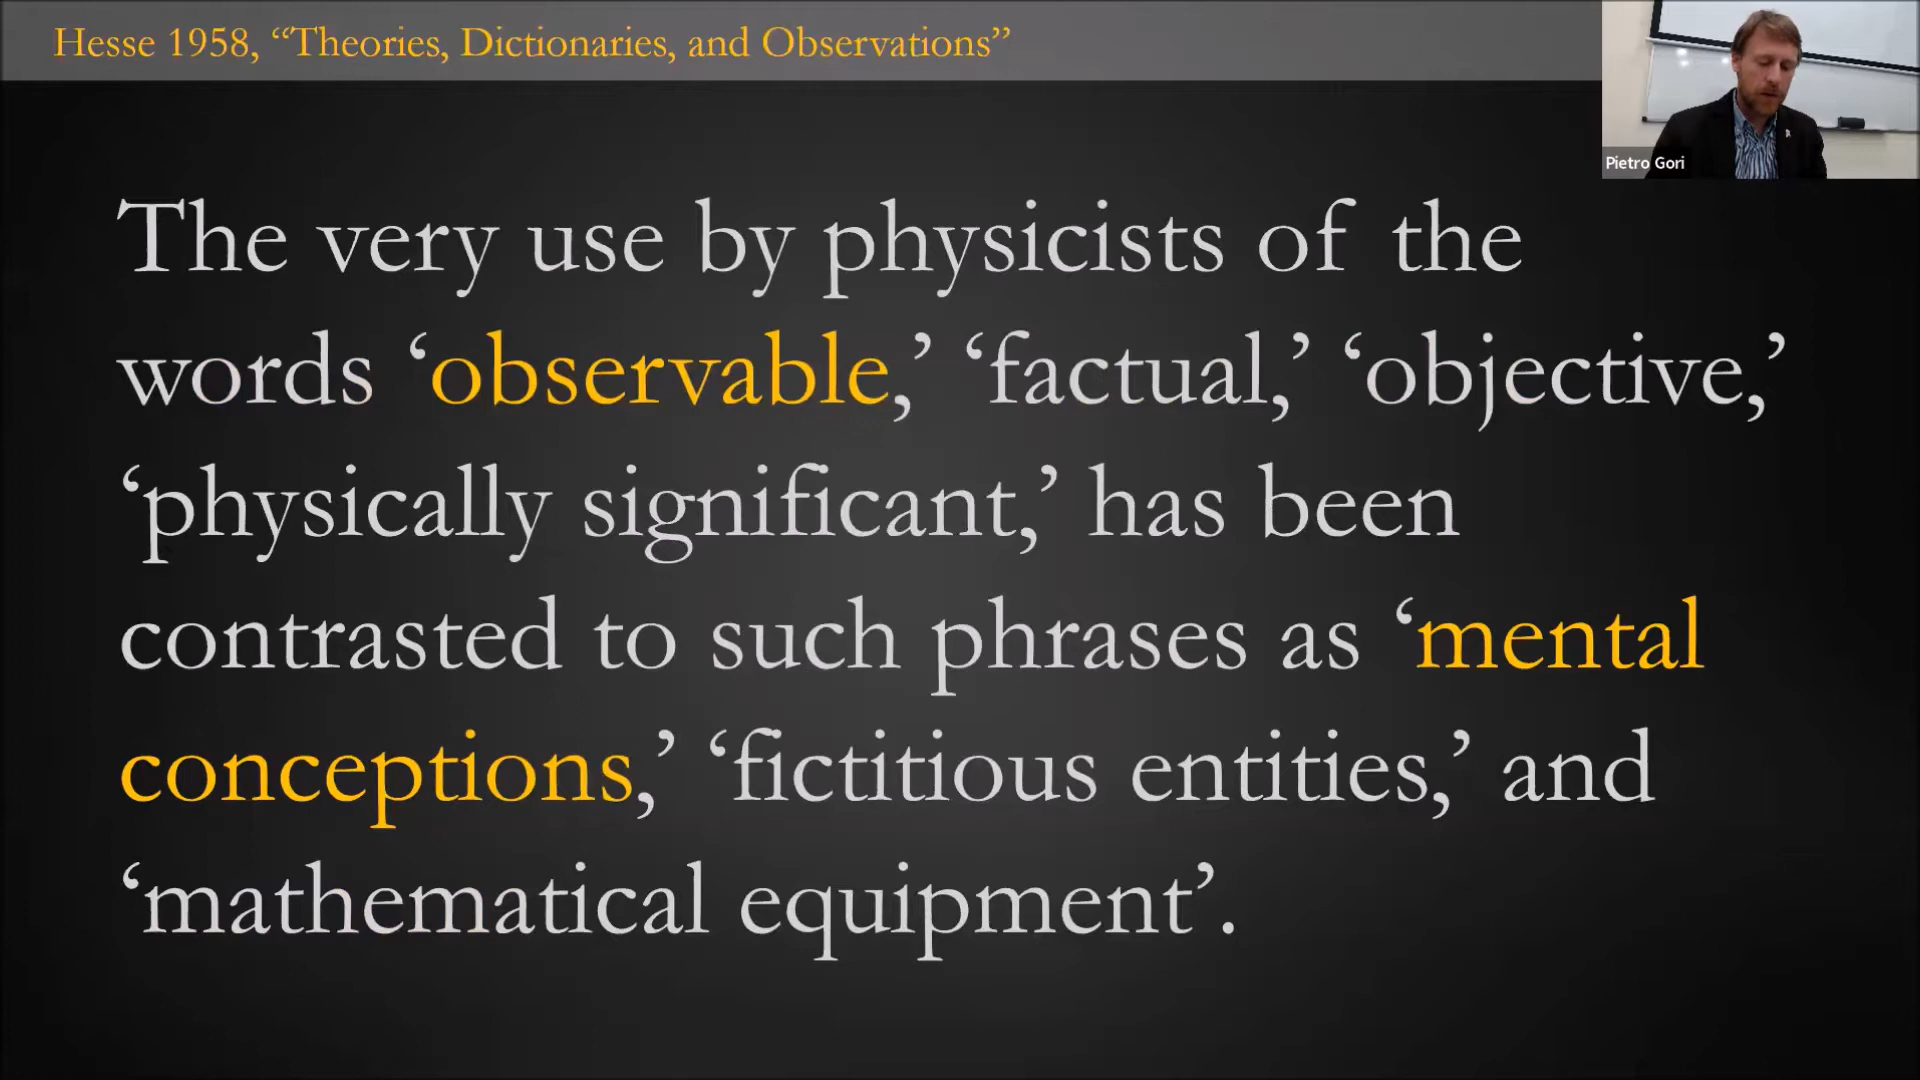 Hesse 1958, “Theories, Dictionaries, and Observations”
Pietro Gori
The very use by physicists of the
words ‘observable,’ ‘factual,’ ‘objective,’
‘physically significant,’ has been
contrasted to such phrases as ‘mental
conceptions,’ ‘fictitious entities,’ and
‘mathematical equipment’.